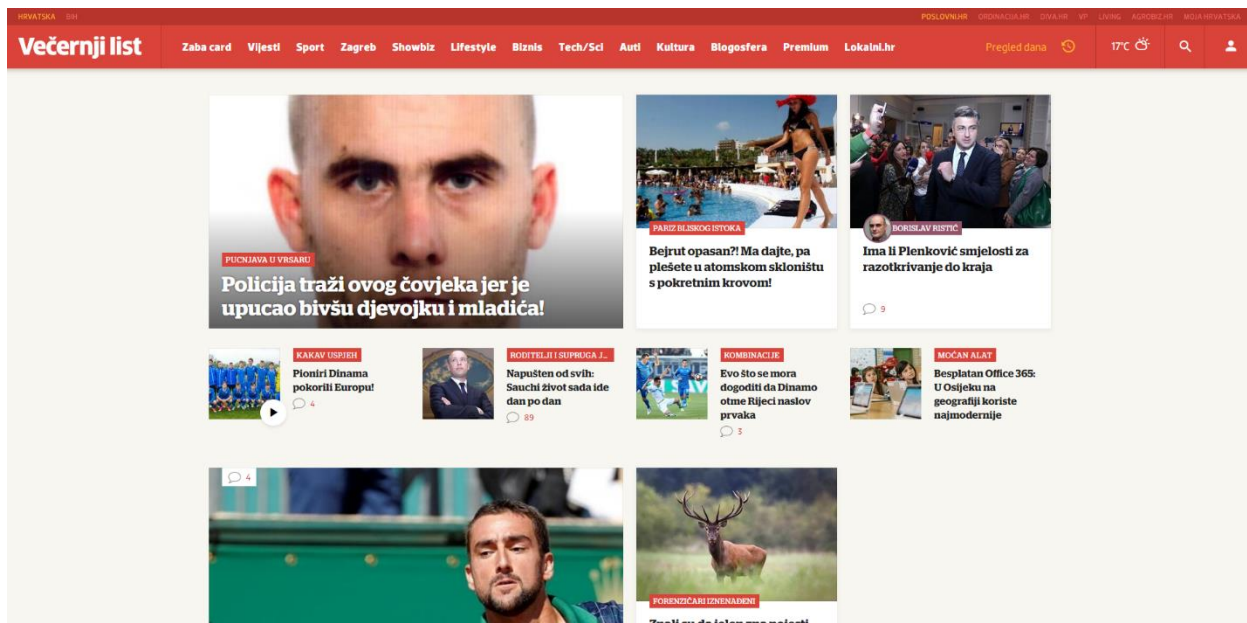 HRVATSKA BIH
POSLOVNI.HR ORDINACIJA.HR DIVA.HR VP LIVING AGROBIZ.HR MOJA HRVATSKA
Večernji list
Zaba card Vijesti Sport Zagreb Showbiz Lifestyle Biznis Tech/Sci Auti Kultura Blogosfera Premium Lokalni.hr
Pregled dana
17°C
PUCNJAVA U VRSARU
Policija traži ovog čovjeka jer je
upucao bivšu djevojku i mladića!
PARIZ BLISKOG ISTOKA
Bejrut opasan?! Ma dajte, pa
plešete u atomskom skloništu
s pokretnim krovom!
BORISLAV RISTIĆ
Ima li Plenković smjelosti za
razotkrivanje do kraja
9
KAKAV USPJEH
Pioniri Dinama
pokorili Europu!
4
RODITELJI I SUPRUGA J...
Napušten od svih:
Sauchi život sada ide
dan po dan
89
KOMBINACIJE
Evo što se mora
dogoditi da Dinamo
otme Rijeci naslov
prvaka
3
MOĆAN ALAT
Besplatan Office 365:
U Osijeku na
geografiji koriste
najmodernije
4
FORENZIČARI IZNENAĐENI